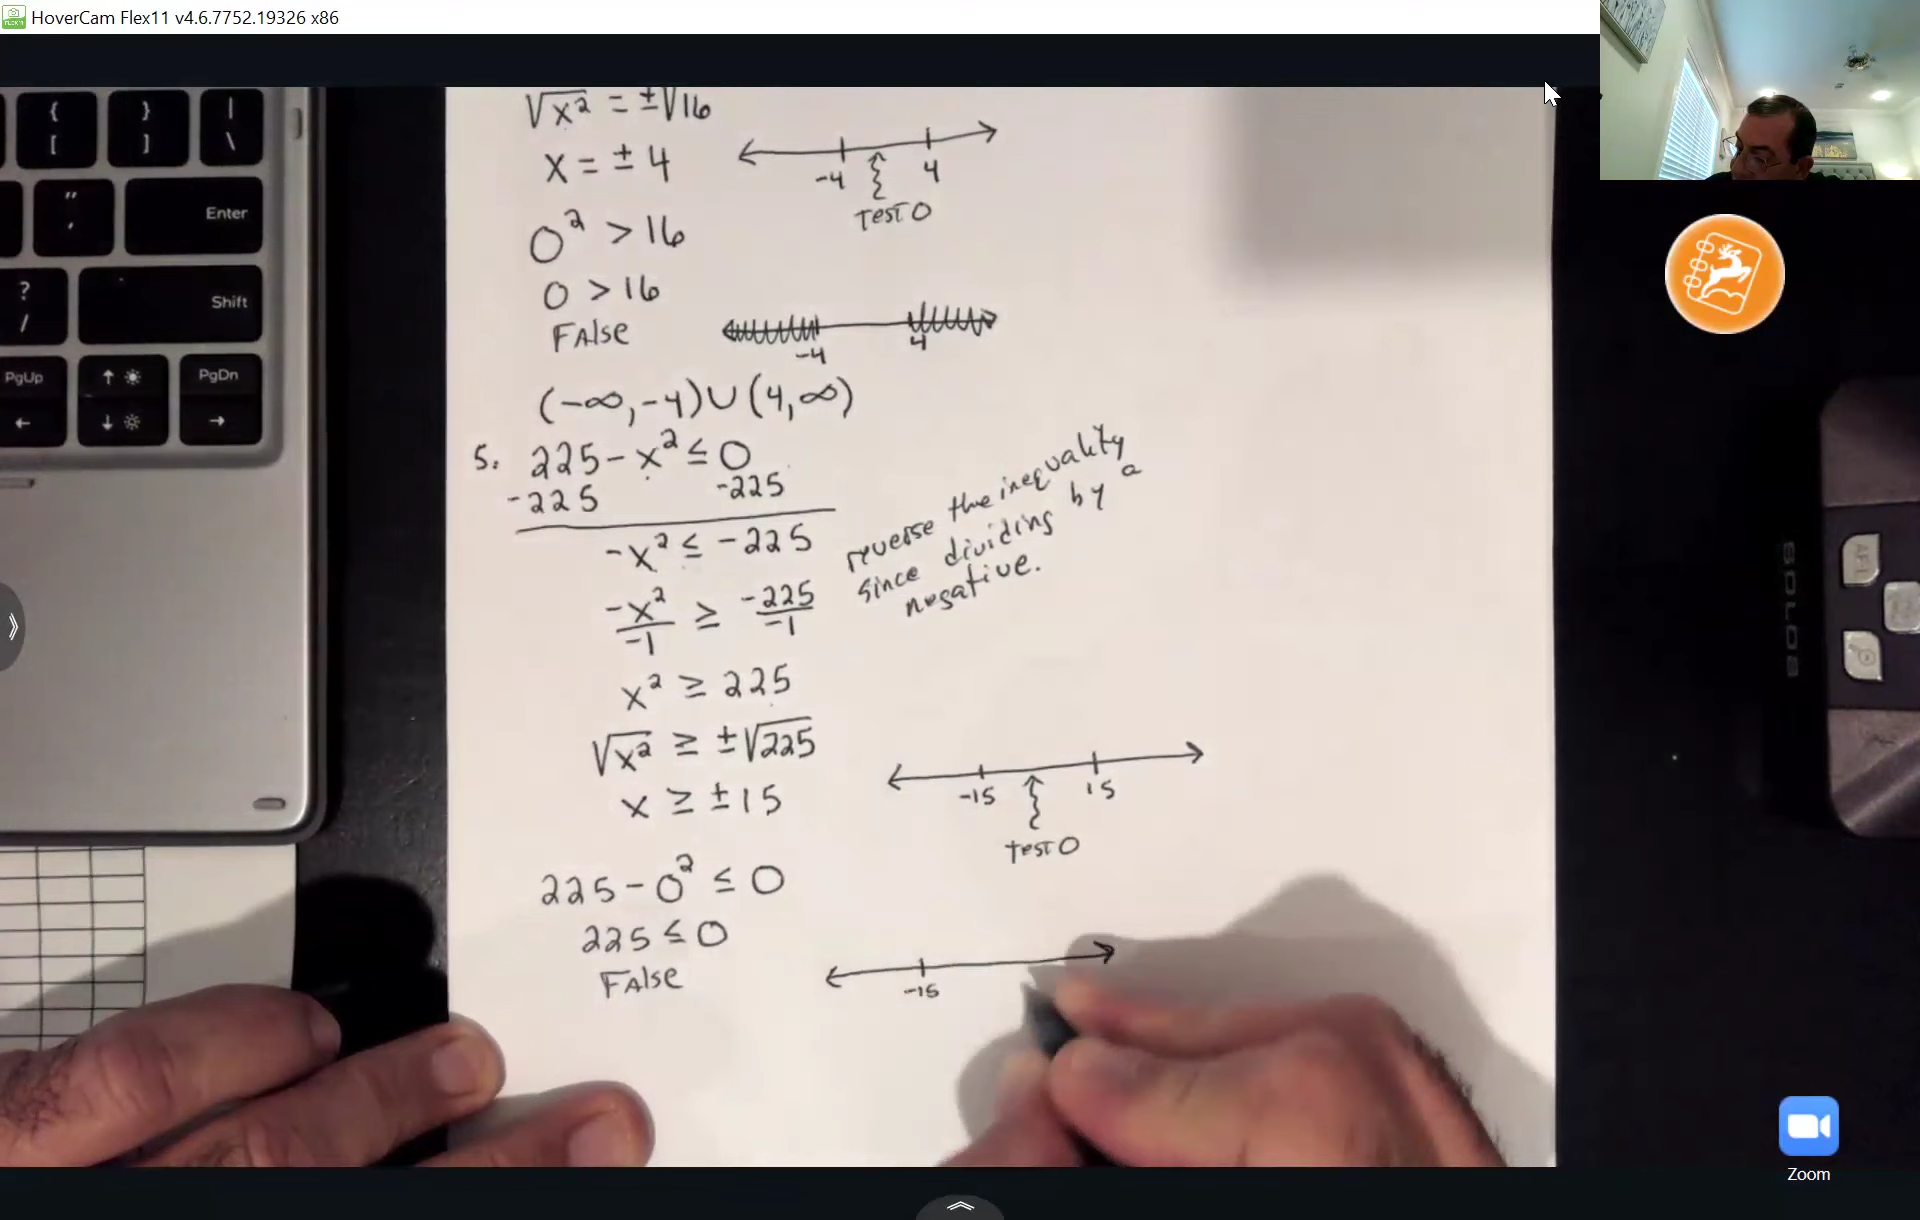 HoverCam Flex11 v4.6.7752.19326 x86
√x² = ±√16
x = ± 4
-4 4
Test 0
0² > 16
0 > 16
False
-4 4
(-∞, -4) ∪ (4, ∞)
5. 225 - x² ≤ 0
-225 -225
-x² ≤ -225
-x²/-1 ≥ -225/-1
reverse the inequality
since dividing by a
negative.
x² ≥ 225
√x² ≥ ±√225
x ≥ ±15
-15 15
Test 0
225 - 0² ≤ 0
225 ≤ 0
False
-15
{ } |
[ ] \
" Enter
'
? Shift
/
PgUp ↑ PgDn
← ↓ →
SOLO8
Zoom